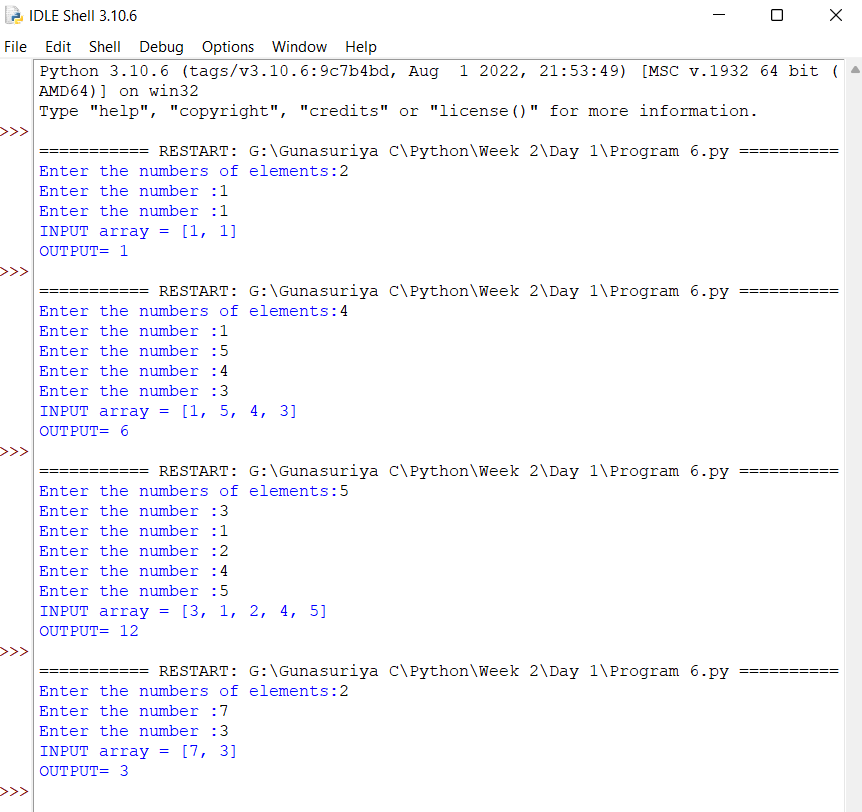 IDLE Shell 3.10.6
File Edit Shell Debug Options Window Help
Python 3.10.6 (tags/v3.10.6:9c7b4bd, Aug  1 2022, 21:53:49) [MSC v.1932 64 bit (
AMD64)] on win32
Type "help", "copyright", "credits" or "license()" for more information.
>>>
=========== RESTART: G:\Gunasuriya C\Python\Week 2\Day 1\Program 6.py ==========
Enter the numbers of elements:2
Enter the number :1
Enter the number :1
INPUT array = [1, 1]
OUTPUT= 1
>>>
=========== RESTART: G:\Gunasuriya C\Python\Week 2\Day 1\Program 6.py ==========
Enter the numbers of elements:4
Enter the number :1
Enter the number :5
Enter the number :4
Enter the number :3
INPUT array = [1, 5, 4, 3]
OUTPUT= 6
>>>
=========== RESTART: G:\Gunasuriya C\Python\Week 2\Day 1\Program 6.py ==========
Enter the numbers of elements:5
Enter the number :3
Enter the number :1
Enter the number :2
Enter the number :4
Enter the number :5
INPUT array = [3, 1, 2, 4, 5]
OUTPUT= 12
>>>
=========== RESTART: G:\Gunasuriya C\Python\Week 2\Day 1\Program 6.py ==========
Enter the numbers of elements:2
Enter the number :7
Enter the number :3
INPUT array = [7, 3]
OUTPUT= 3
>>>